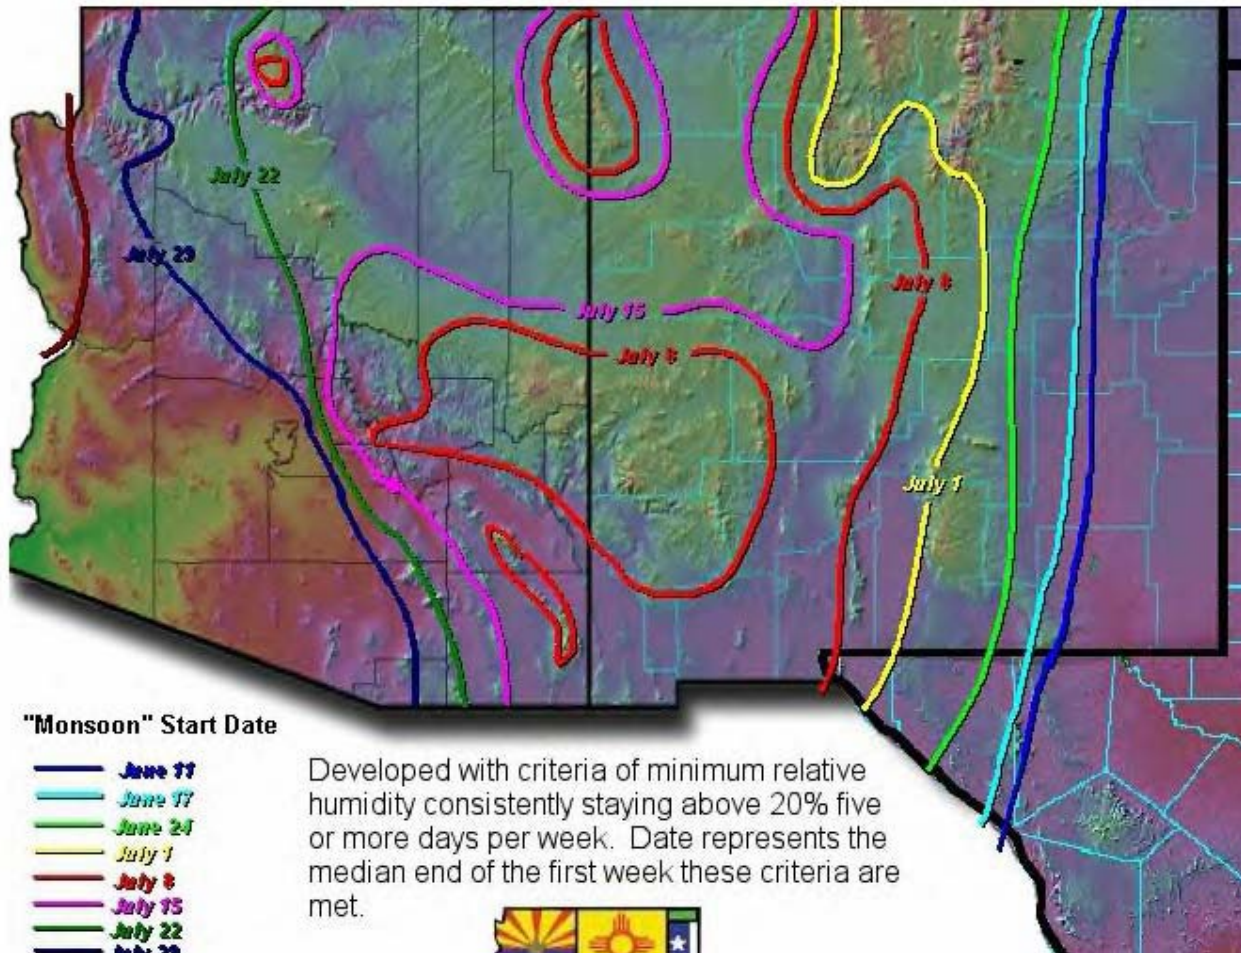 July 22
July 29
July 15
July 8
July 8
July 1
"Monsoon" Start Date
June 11
June 17
June 24
July 1
July 8
July 15
July 22
July 29
Developed with criteria of minimum relative
humidity consistently staying above 20% five
or more days per week. Date represents the
median end of the first week these criteria are
met.